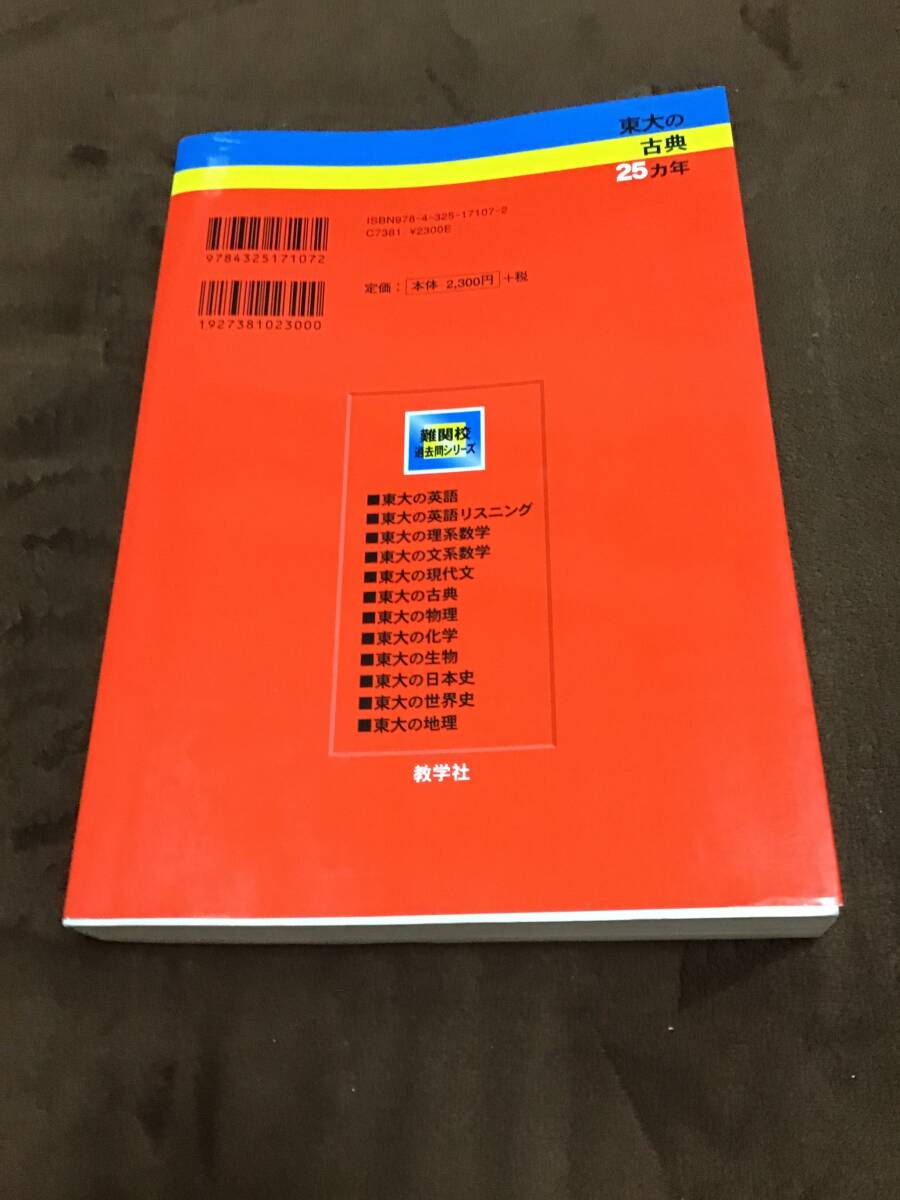 東大の
古典
25カ年
ISBN978-4-325-17107-2
C7381 ¥2300E
9784325171072
定価：本体 2,300円＋税
1927381023000
難関校
過去問シリーズ
■東大の英語
■東大の英語リスニング
■東大の理系数学
■東大の文系数学
■東大の現代文
■東大の古典
■東大の物理
■東大の化学
■東大の生物
■東大の日本史
■東大の世界史
■東大の地理
教学社